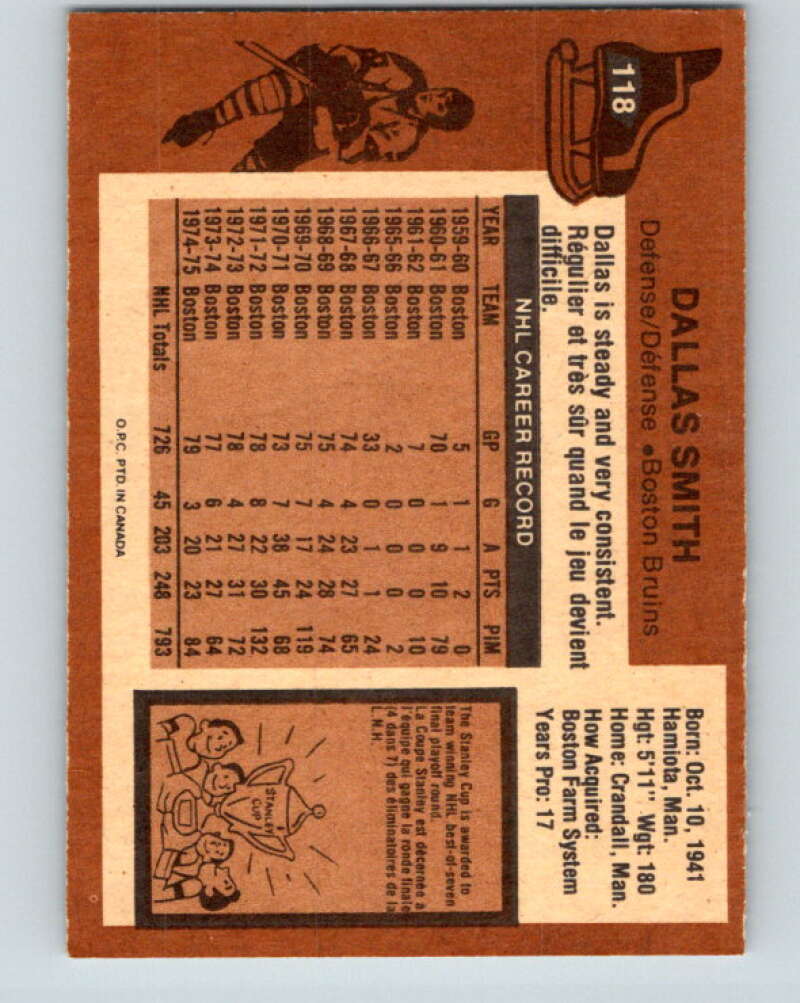 118
DALLAS SMITH
Defense/Défense • Boston Bruins
Born: Oct. 10, 1941
Hamiota, Man.
Hgt: 5'11" Wgt: 180
Home: Crandall, Man.
How Acquired:
Boston Farm System
Years Pro: 17
Dallas is steady and very consistent.
Régulier et très sûr quand le jeu devient
difficile.
NHL CAREER RECORD
YEAR TEAM GP G A PTS PIM
1959-60 Boston 5 1 1 2 0
1960-61 Boston 70 1 9 10 79
1961-62 Boston 7 0 0 0 10
1965-66 Boston 2 0 0 0 2
1966-67 Boston 33 0 1 1 24
1967-68 Boston 74 4 23 27 65
1968-69 Boston 75 4 24 28 74
1969-70 Boston 75 7 17 24 119
1970-71 Boston 73 7 38 45 68
1971-72 Boston 78 8 22 30 132
1972-73 Boston 78 4 27 31 72
1973-74 Boston 77 6 21 27 64
1974-75 Boston 79 3 20 23 84
NHL Totals 726 45 203 248 793
The Stanley Cup is awarded to
team winning NHL best-of-seven
final playoff round.
La Coupe Stanley est décernée à
l'équipe qui gagne la ronde finale
(4 dans 7) des éliminatoires de la
L.N.H.
STANLEY
CUP
O.P.C. PTD. IN CANADA